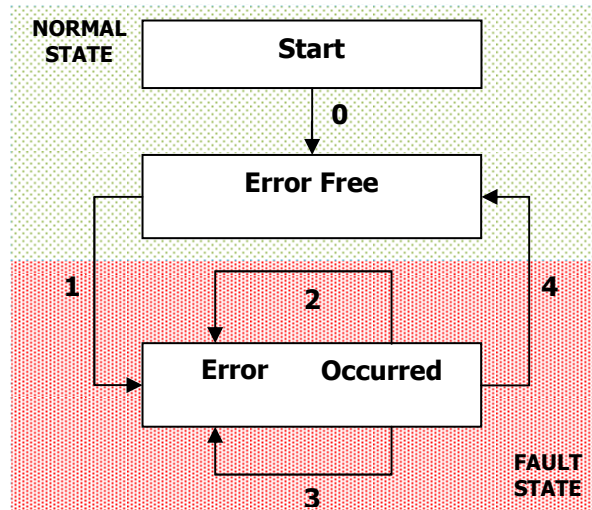 NORMAL
STATE
Start
0
Error Free
1
2
4
Error Occurred
3
FAULT
STATE